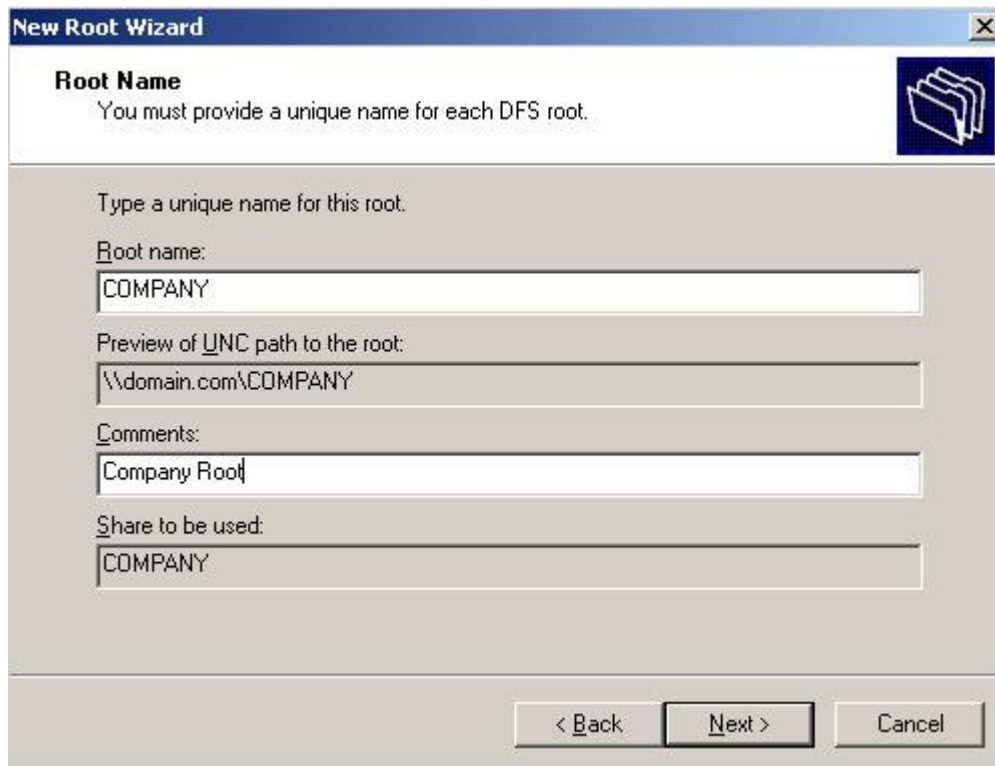 New Root Wizard
Root Name
You must provide a unique name for each DFS root.
Type a unique name for this root.
Root name:
COMPANY
Preview of UNC path to the root:
\\domain.com\COMPANY
Comments:
Company Root
Share to be used:
COMPANY
< Back Next > Cancel